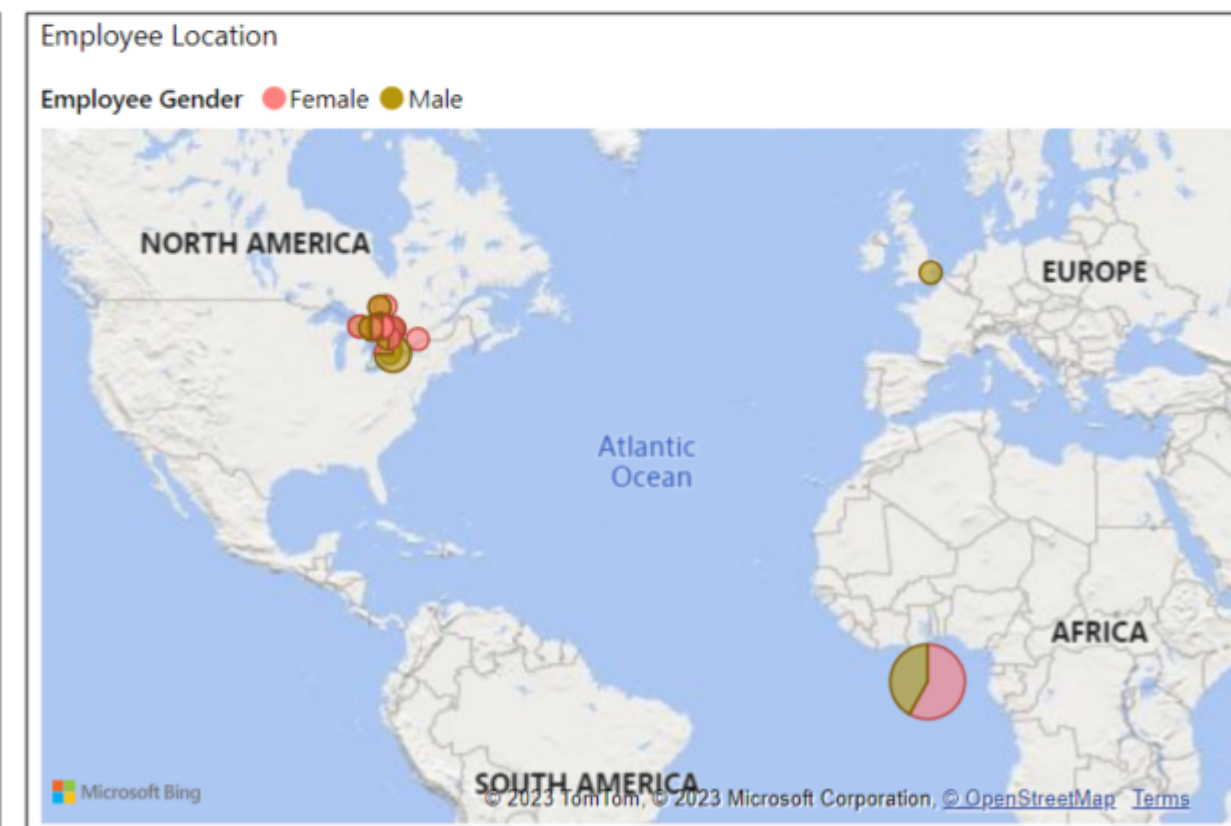 Employee Location
Employee Gender Female Male
NORTH AMERICA
EUROPE
Atlantic
Ocean
AFRICA
SOUTH AMERICA
Microsoft Bing
© 2023 TomTom, © 2023 Microsoft Corporation, © OpenStreetMap Terms